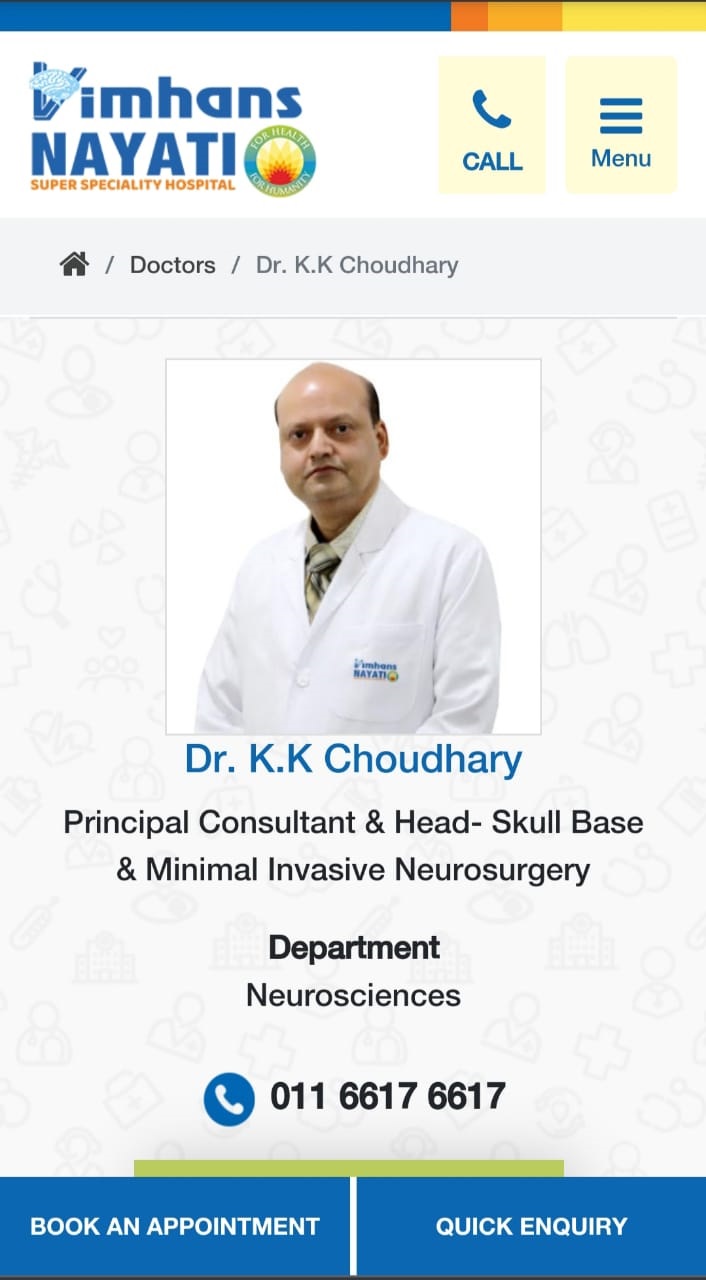 Vimhans
NAYATI
SUPER SPECIALITY HOSPITAL
FOR HEALTH
FOR HUMANITY
CALL
Menu
/ Doctors / Dr. K.K Choudhary
Vimhans
NAYATI
Dr. K.K Choudhary
Principal Consultant & Head- Skull Base
& Minimal Invasive Neurosurgery
Department
Neurosciences
011 6617 6617
BOOK AN APPOINTMENT
QUICK ENQUIRY